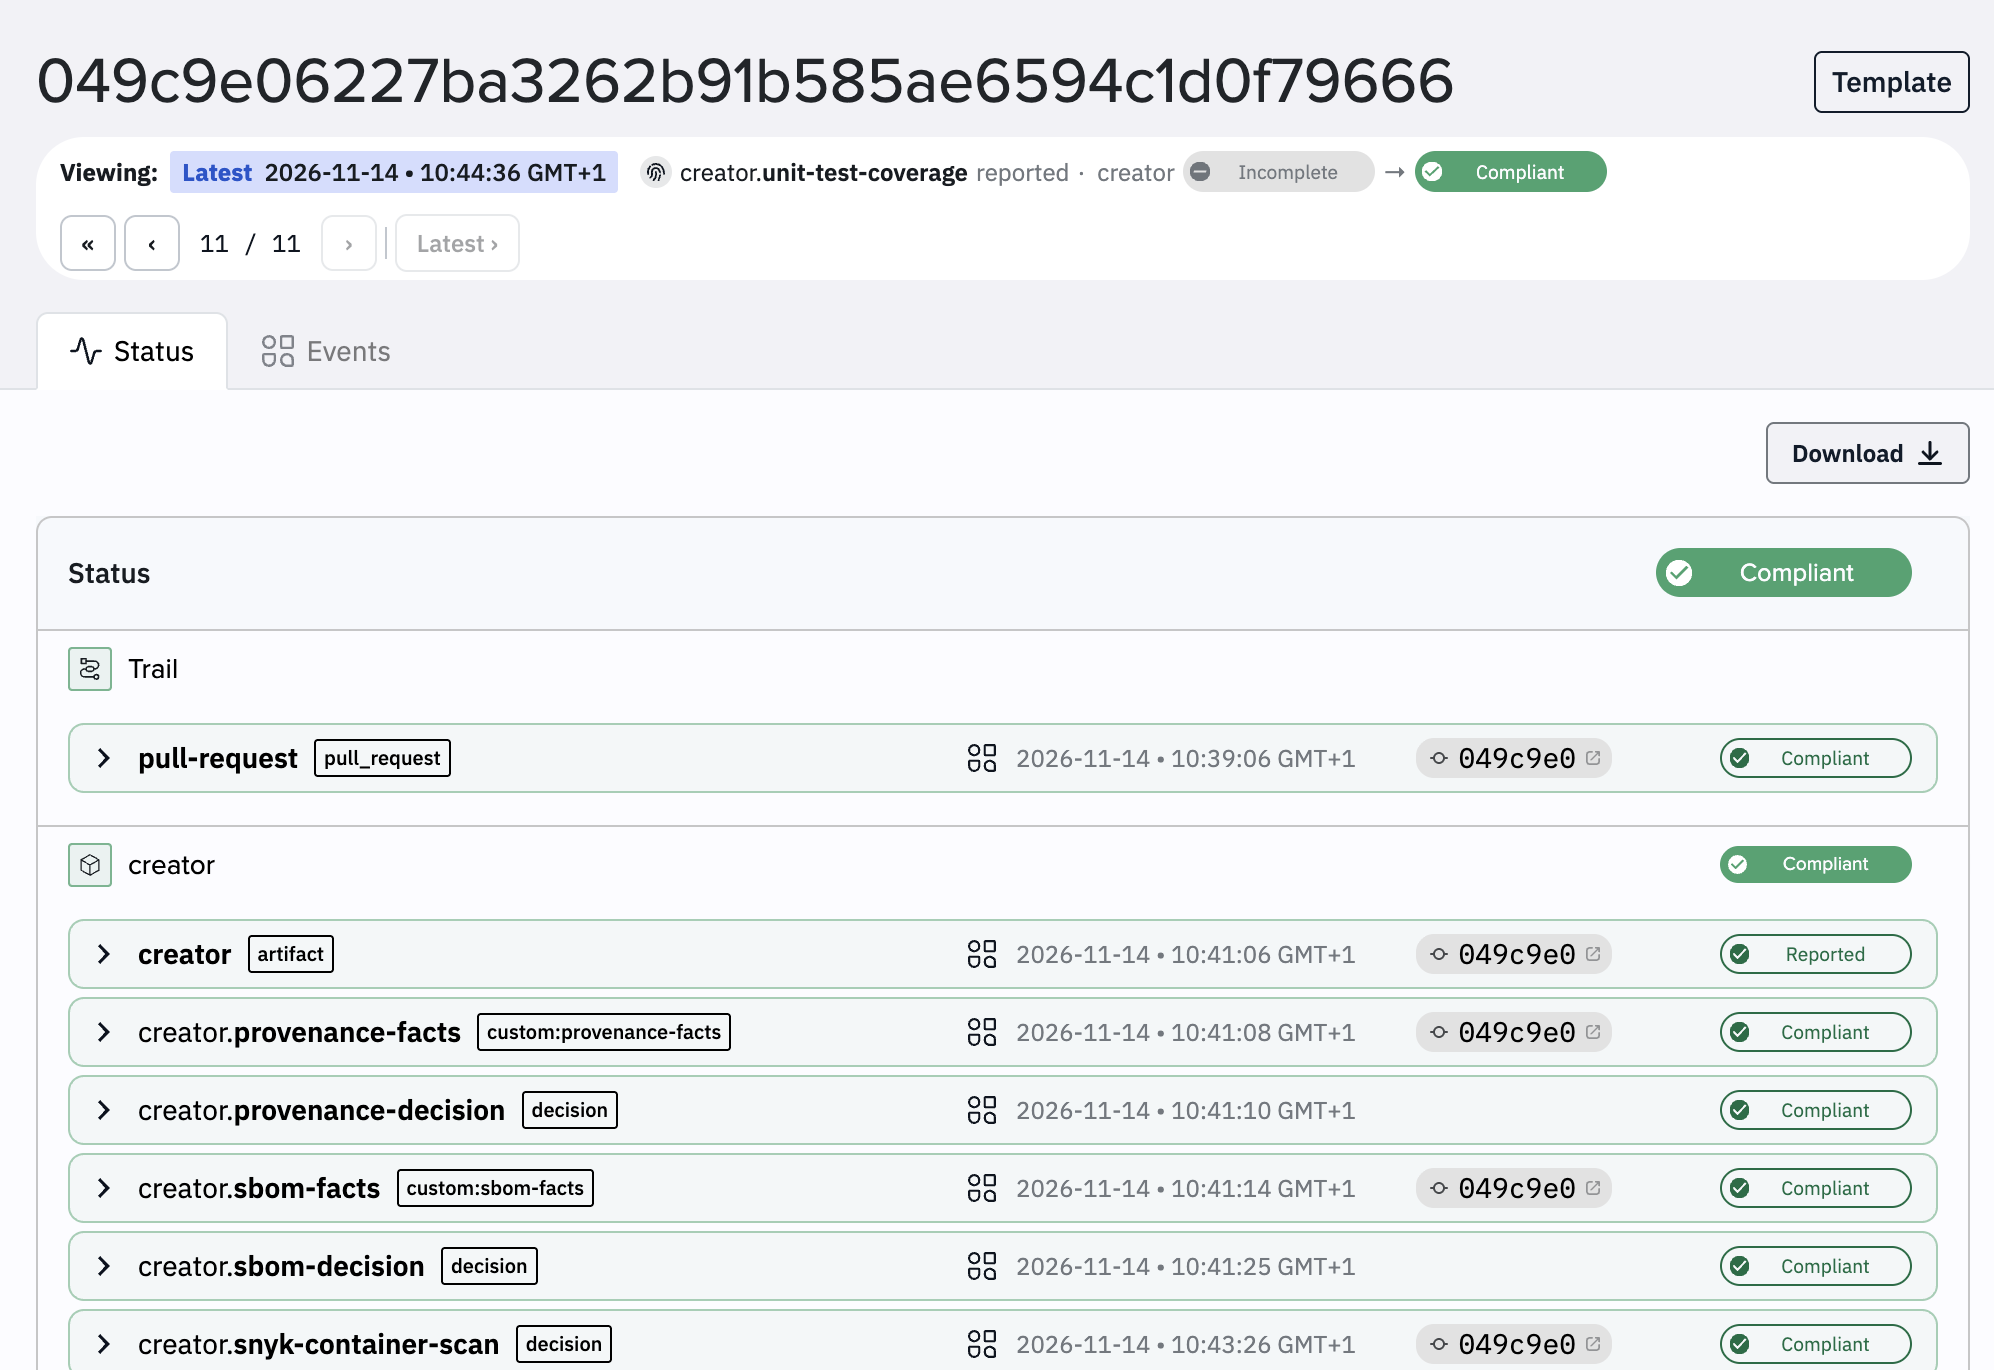 049c9e06227ba3262b91b585ae6594c1d0f79666
Template
Viewing: Latest 2026-11-14 • 10:44:36 GMT+1 creator.unit-test-coverage reported · creator Incomplete → Compliant
« ‹ 11 / 11 › | Latest ›
Status Events
Download
Status Compliant
Trail
pull-request pull_request 2026-11-14 • 10:39:06 GMT+1 049c9e0 Compliant
creator Compliant
creator artifact 2026-11-14 • 10:41:06 GMT+1 049c9e0 Reported
creator.provenance-facts custom:provenance-facts 2026-11-14 • 10:41:08 GMT+1 049c9e0 Compliant
creator.provenance-decision decision 2026-11-14 • 10:41:10 GMT+1 Compliant
creator.sbom-facts custom:sbom-facts 2026-11-14 • 10:41:14 GMT+1 049c9e0 Compliant
creator.sbom-decision decision 2026-11-14 • 10:41:25 GMT+1 Compliant
creator.snyk-container-scan decision 2026-11-14 • 10:43:26 GMT+1 049c9e0 Compliant